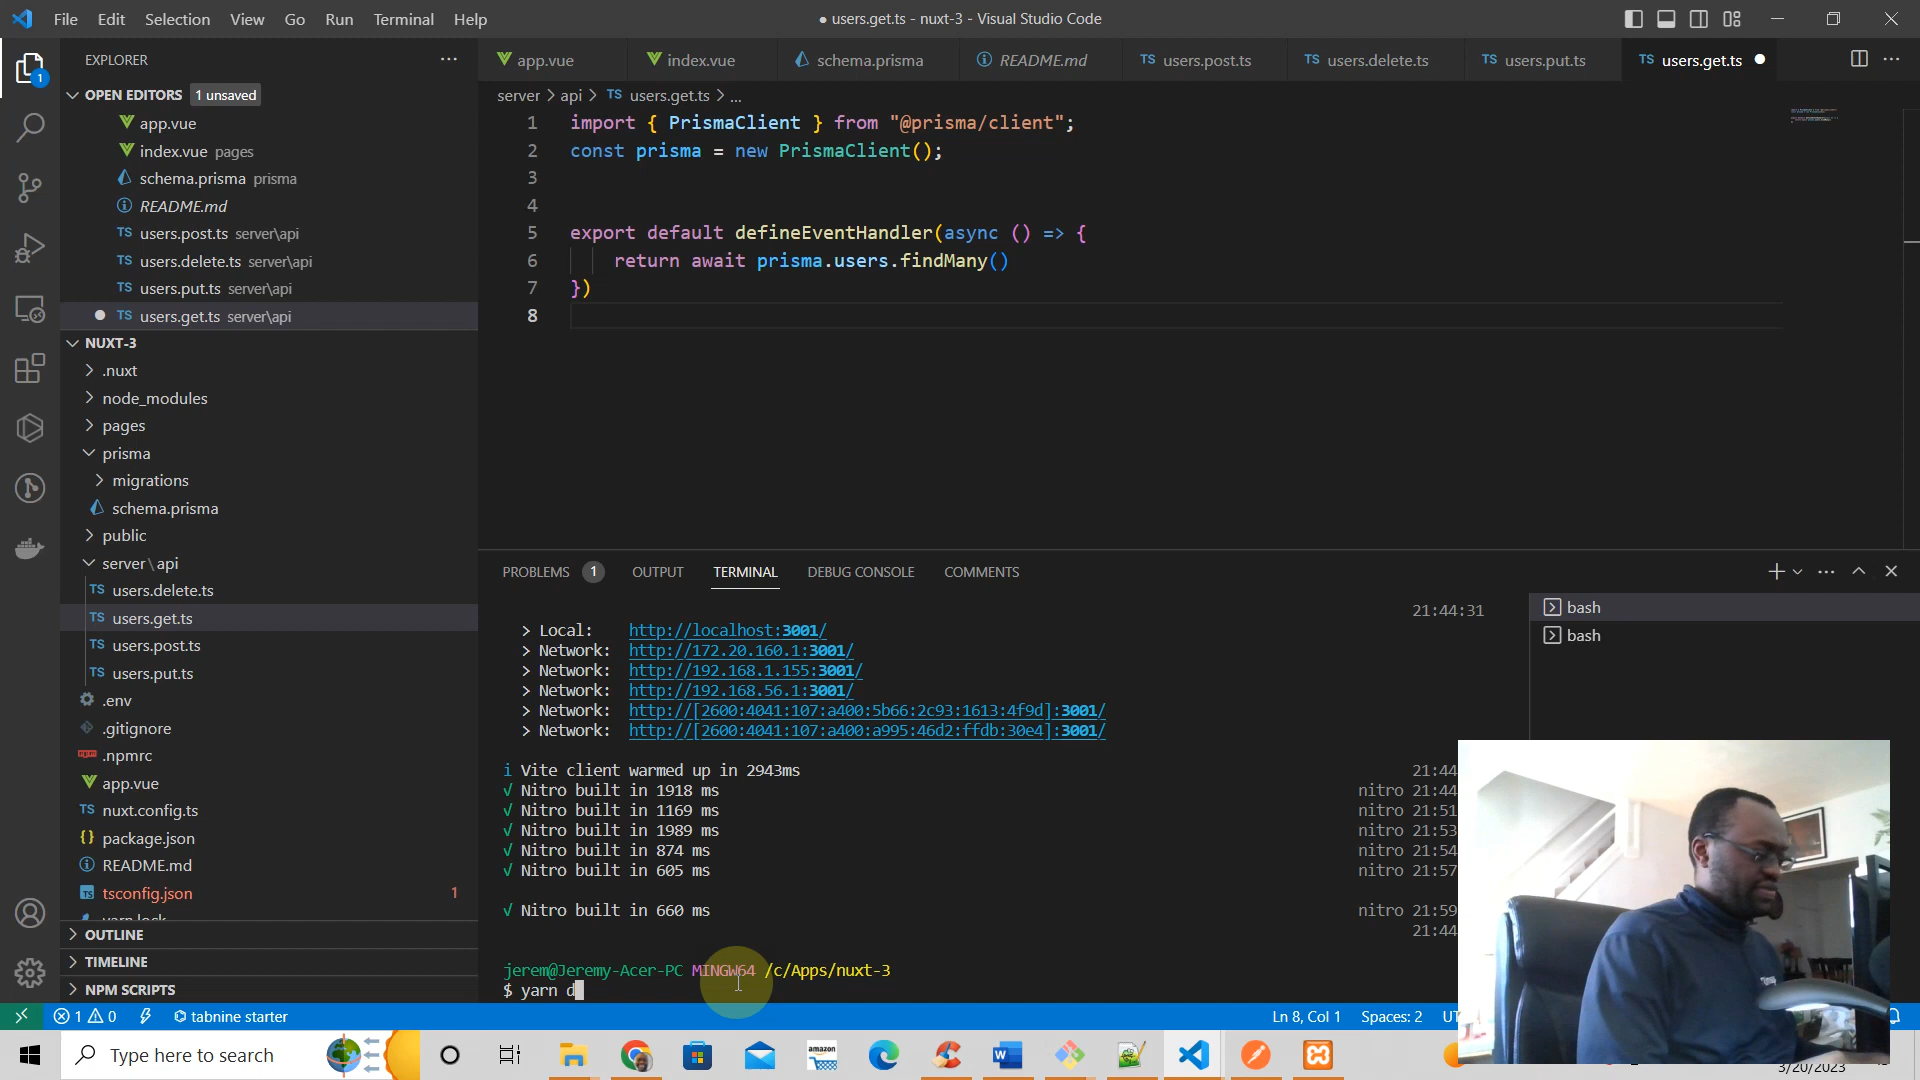 File Edit Selection View Go Run Terminal Help
● users.get.ts - nuxt-3 - Visual Studio Code
EXPLORER
OPEN EDITORS 1 unsaved
app.vue
index.vue pages
schema.prisma prisma
README.md
users.post.ts server\api
users.delete.ts server\api
users.put.ts server\api
users.get.ts server\api
NUXT-3
.nuxt
node_modules
pages
prisma
migrations
schema.prisma
public
server\api
users.delete.ts
users.get.ts
users.post.ts
users.put.ts
.env
.gitignore
.npmrc
app.vue
nuxt.config.ts
package.json
README.md
tsconfig.json 1
yarn.lock
OUTLINE
TIMELINE
NPM SCRIPTS
app.vue index.vue schema.prisma README.md TS users.post.ts TS users.delete.ts TS users.put.ts TS users.get.ts
server > api > TS users.get.ts > ...
1 import { PrismaClient } from "@prisma/client";
2 const prisma = new PrismaClient();
3
4
5 export default defineEventHandler(async () => {
6 return await prisma.users.findMany()
7 })
8
PROBLEMS 1 OUTPUT TERMINAL DEBUG CONSOLE COMMENTS
21:44:31
> Local: http://localhost:3001/
> Network: http://172.20.160.1:3001/
> Network: http://192.168.1.155:3001/
> Network: http://192.168.56.1:3001/
> Network: http://[2600:4041:107:a400:5b66:2c93:1613:4f9d]:3001/
> Network: http://[2600:4041:107:a400:a995:46d2:ffdb:30e4]:3001/
i Vite client warmed up in 2943ms 21:44
√ Nitro built in 1918 ms nitro 21:44
√ Nitro built in 1169 ms nitro 21:51
√ Nitro built in 1989 ms nitro 21:53
√ Nitro built in 874 ms nitro 21:54
√ Nitro built in 605 ms nitro 21:57
√ Nitro built in 660 ms nitro 21:59
21:44
jerem@Jeremy-Acer-PC MINGW64 /c/Apps/nuxt-3
$ yarn d
bash
bash
1 0 tabnine starter
Ln 8, Col 1 Spaces: 2
Type here to search
amazon
3/20/2023